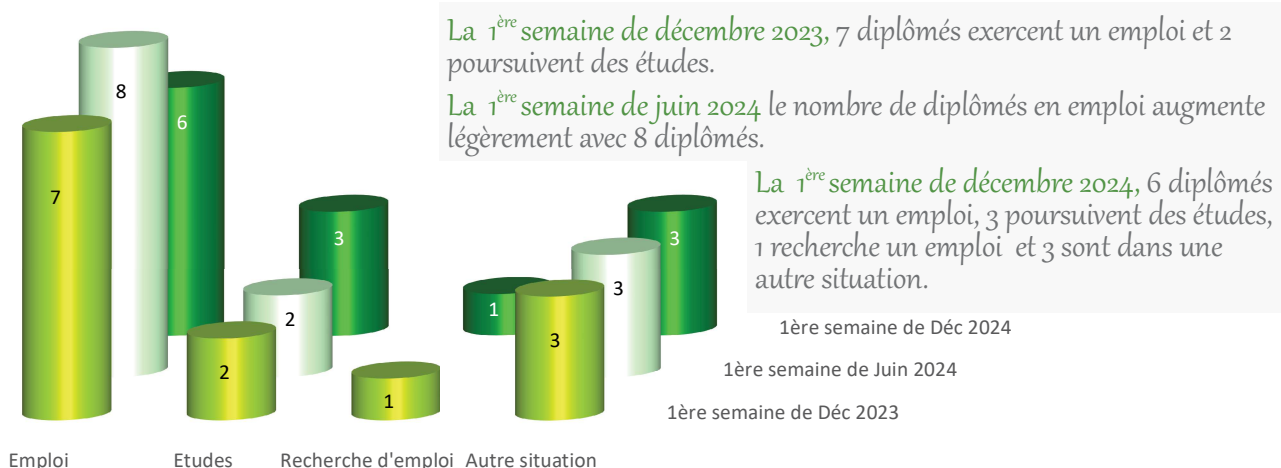 La 1ère semaine de décembre 2023, 7 diplômés exercent un emploi et 2
poursuivent des études.
La 1ère semaine de juin 2024 le nombre de diplômés en emploi augmente
légèrement avec 8 diplômés.
La 1ère semaine de décembre 2024, 6 diplômés
exercent un emploi, 3 poursuivent des études,
1 recherche un emploi et 3 sont dans une
autre situation.
8
6
7
3
3
1
2
3
3
2
1
1ère semaine de Déc 2024
1ère semaine de Juin 2024
1ère semaine de Déc 2023
Emploi
Etudes
Recherche d'emploi
Autre situation